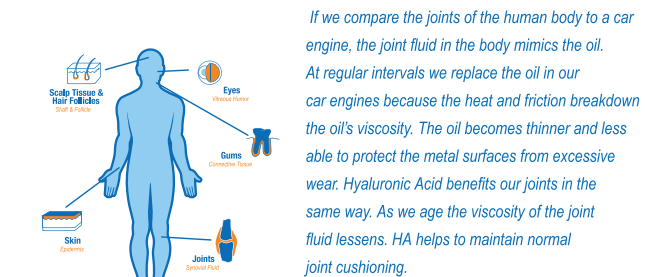 If we compare the joints of the human body to a car
engine, the joint fluid in the body mimics the oil.
At regular intervals we replace the oil in our
car engines because the heat and friction breakdown
the oil's viscosity. The oil becomes thinner and less
able to protect the metal surfaces from excessive
wear. Hyaluronic Acid benefits our joints in the
same way. As we age the viscosity of the joint
fluid lessens. HA helps to maintain normal
joint cushioning.
Scalp Tissue &
Hair Follicles
Shaft & Follicle
Eyes
Vitreous Humor
Gums
Connective Tissue
Skin
Epidermis
Joints
Synovial Fluid